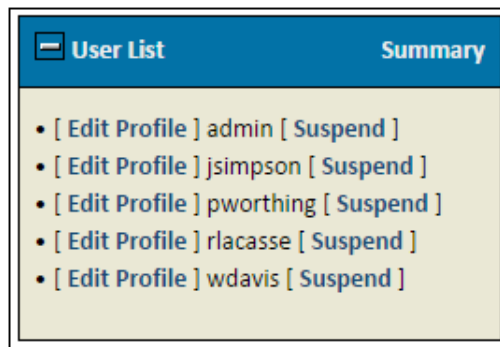 User List Summary
• [ Edit Profile ] admin [ Suspend ]
• [ Edit Profile ] jsimpson [ Suspend ]
• [ Edit Profile ] pworthing [ Suspend ]
• [ Edit Profile ] rlacasse [ Suspend ]
• [ Edit Profile ] wdavis [ Suspend ]